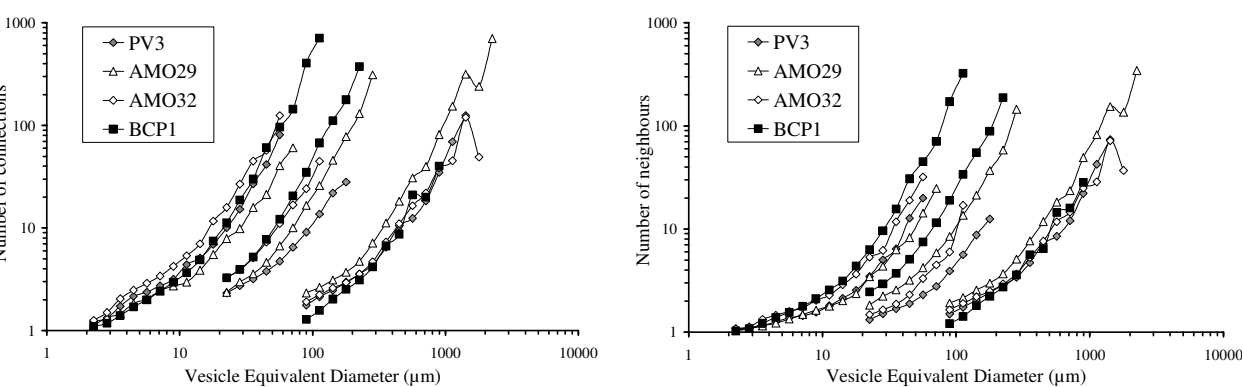 1000
100
10
1
1
10
100
1000
10000
Number of connections
Vesicle Equivalent Diameter (µm)
PV3
AMO29
AMO32
BCP1
1000
100
10
1
1
10
100
1000
10000
Number of neighbours
Vesicle Equivalent Diameter (µm)
PV3
AMO29
AMO32
BCP1